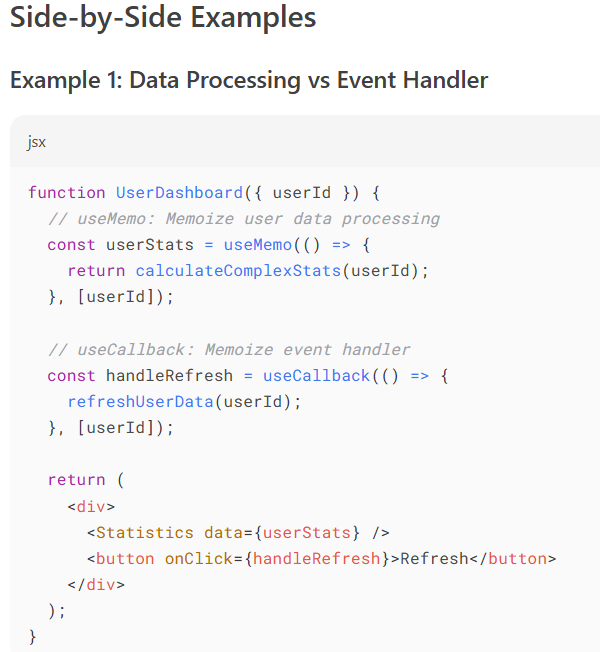 Side-by-Side Examples
Example 1: Data Processing vs Event Handler
jsx
function UserDashboard({ userId }) {
  // useMemo: Memoize user data processing
  const userStats = useMemo(() => {
    return calculateComplexStats(userId);
  }, [userId]);

  // useCallback: Memoize event handler
  const handleRefresh = useCallback(() => {
    refreshUserData(userId);
  }, [userId]);

  return (
    <div>
      <Statistics data={userStats} />
      <button onClick={handleRefresh}>Refresh</button>
    </div>
  );
}